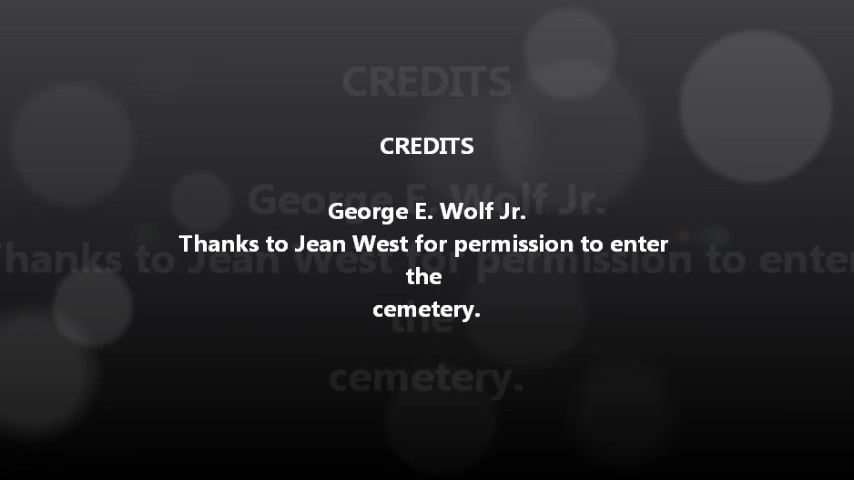 CREDITS
George E. Wolf Jr.
Thanks to Jean West for permission to enter
the
cemetery.